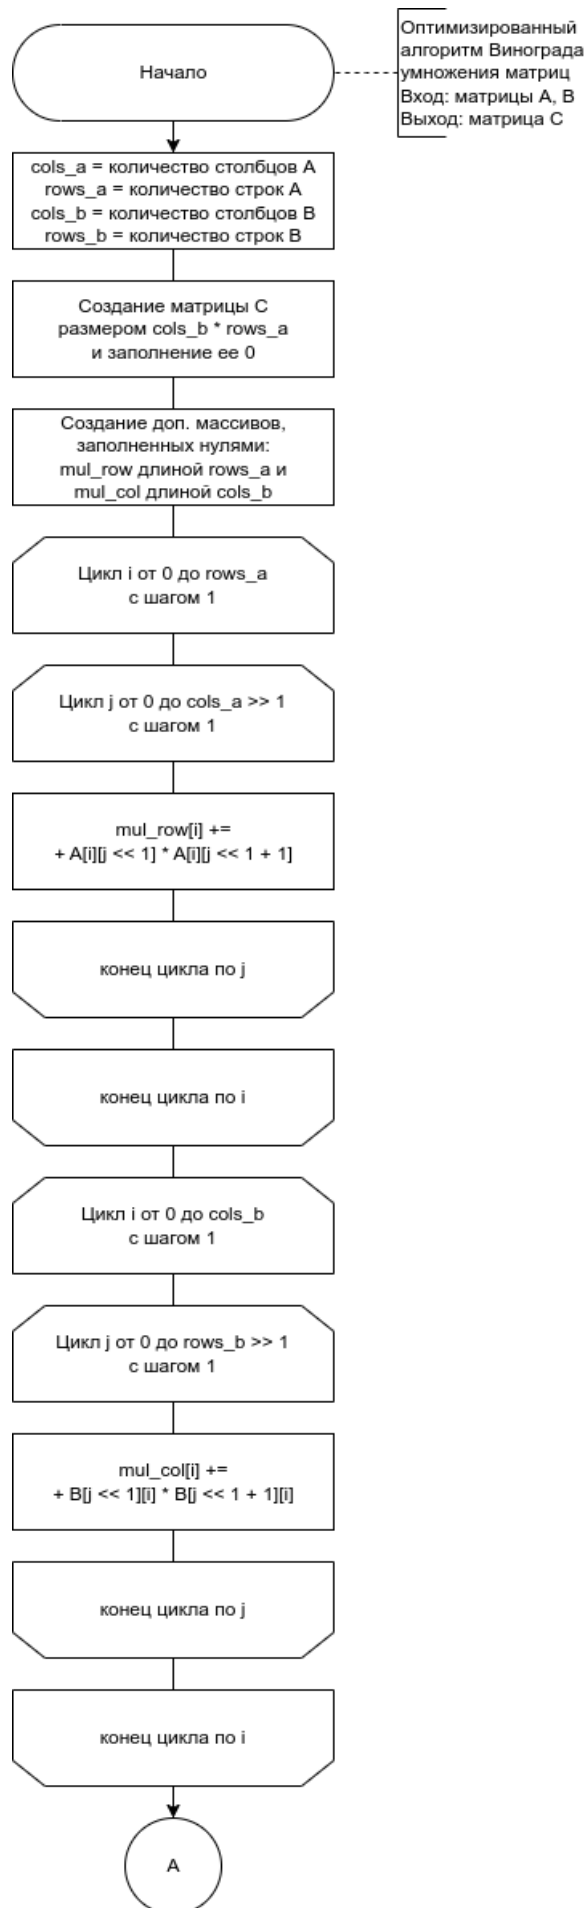 Начало
Оптимизированный
алгоритм Винограда
умножения матриц
Вход: матрицы A, B
Выход: матрица C
cols_a = количество столбцов A
rows_a = количество строк A
cols_b = количество столбцов B
rows_b = количество строк B
Создание матрицы C
размером cols_b * rows_a
и заполнение ее 0
Создание доп. массивов,
заполненных нулями:
mul_row длиной rows_a и
mul_col длиной cols_b
Цикл i от 0 до rows_a
с шагом 1
Цикл j от 0 до cols_a >> 1
с шагом 1
mul_row[i] +=
+ A[i][j << 1] * A[i][j << 1 + 1]
конец цикла по j
конец цикла по i
Цикл i от 0 до cols_b
с шагом 1
Цикл j от 0 до rows_b >> 1
с шагом 1
mul_col[i] +=
+ B[j << 1][i] * B[j << 1 + 1][i]
конец цикла по j
конец цикла по i
A